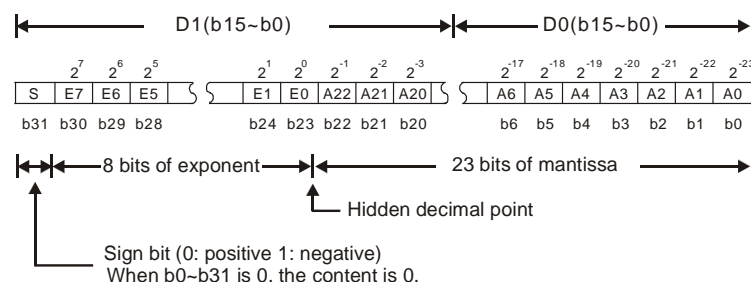 D1(b15~b0) D0(b15~b0)
2^7 2^6 2^5 2^1 2^0 2^-1 2^-2 2^-3 2^-17 2^-18 2^-19 2^-20 2^-21 2^-22 2^-23
S E7 E6 E5 E1 E0 A22 A21 A20 A6 A5 A4 A3 A2 A1 A0
b31 b30 b29 b28 b24 b23 b22 b21 b20 b6 b5 b4 b3 b2 b1 b0
8 bits of exponent 23 bits of mantissa
Hidden decimal point
Sign bit (0: positive 1: negative)
When b0~b31 is 0, the content is 0.